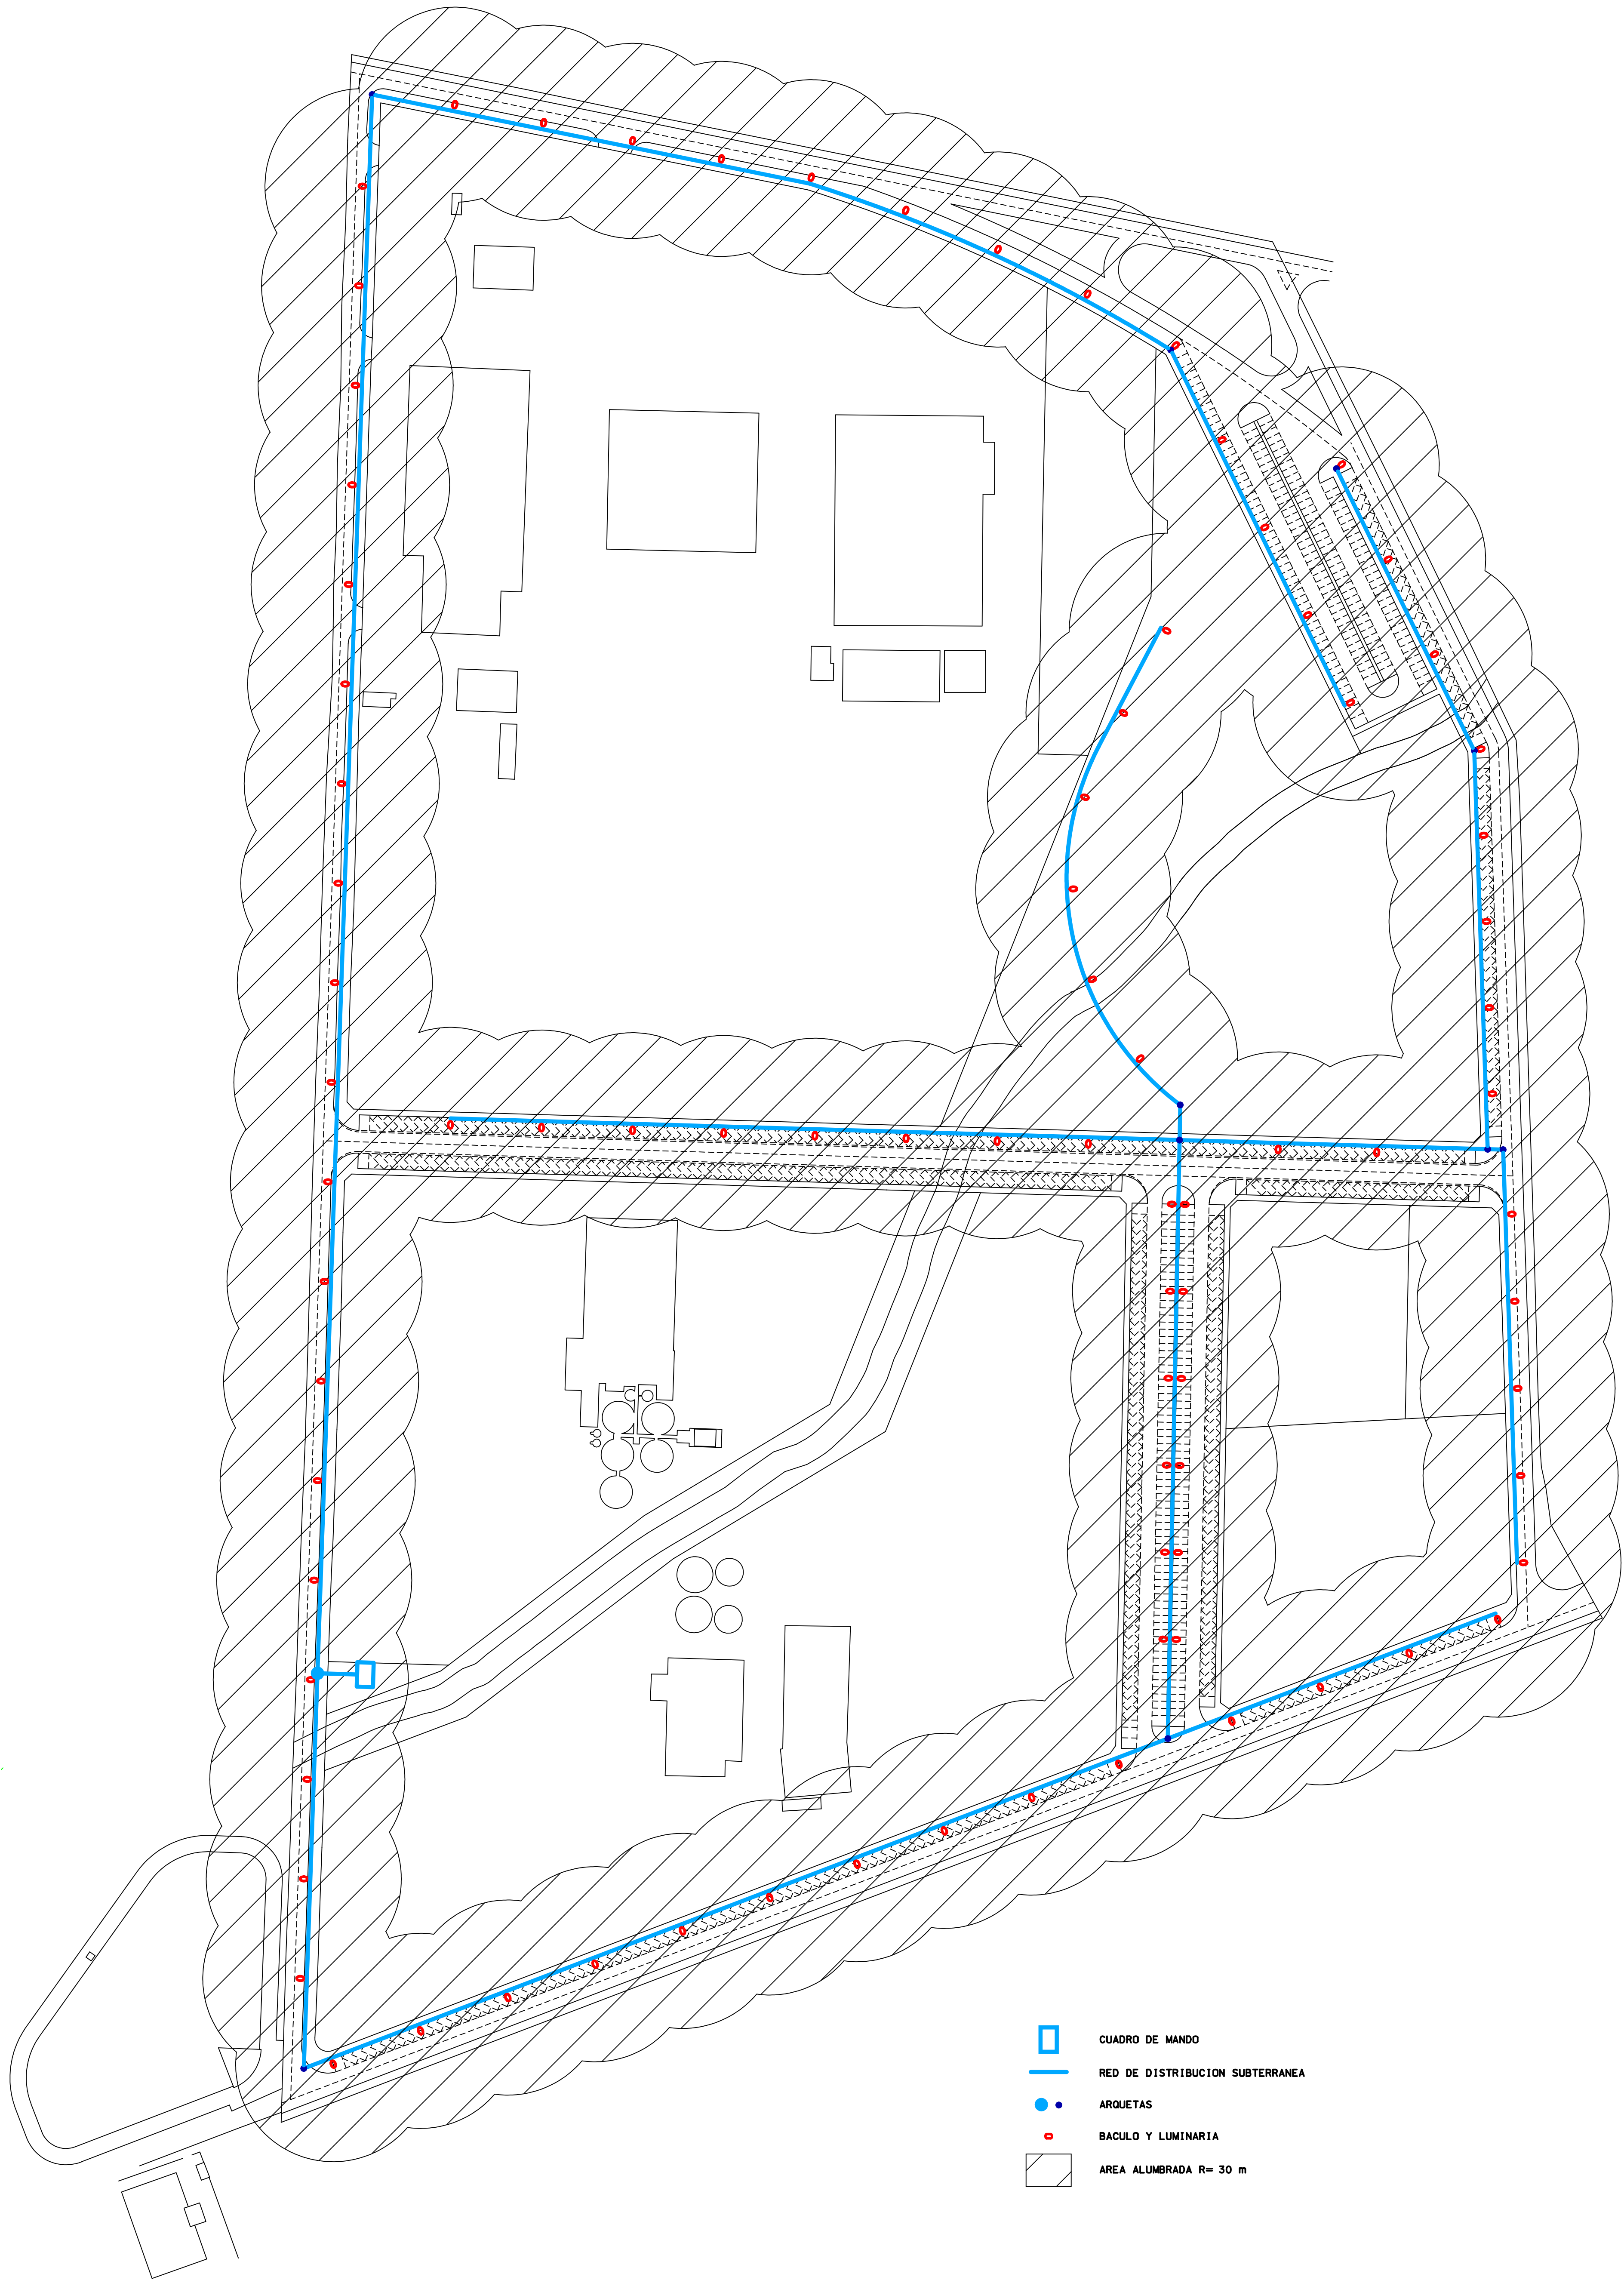 CUADRO DE MANDO
RED DE DISTRIBUCION SUBTERRANEA
ARQUETAS
BACULO Y LUMINARIA
AREA ALUMBRADA R= 30 m